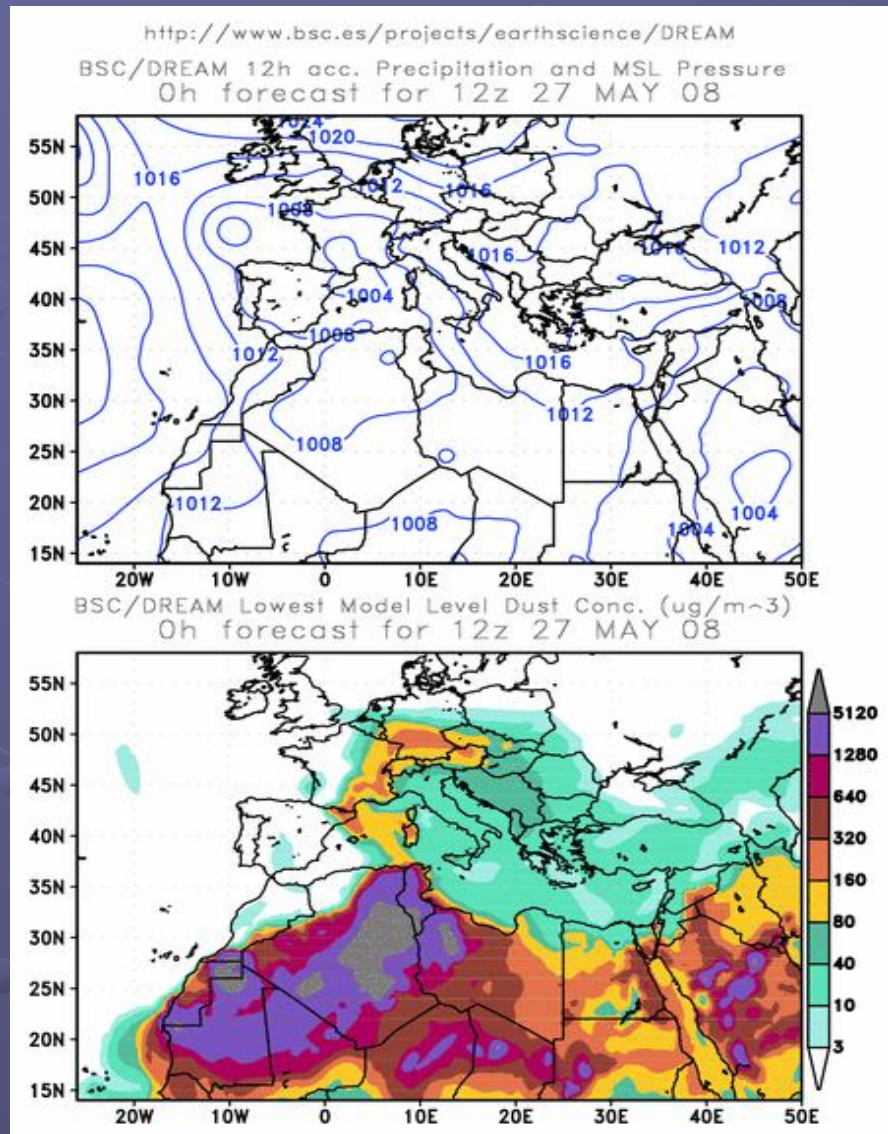 http://www.bsc.es/projects/earthscience/DREAM
BSC/DREAM 12h acc. Precipitation and MSL Pressure
0h forecast for 12z 27 MAY 08
55N
50N
45N
40N
35N
30N
25N
20N
15N
1024
1020
1016
1012
1016
1008
1016
1016
1012
1004
1008
1008
1012
1016
1012
1008
1012
1008
1004
1004
20W 10W 0 10E 20E 30E 40E 50E
BSC/DREAM Lowest Model Level Dust Conc. (ug/m^3)
0h forecast for 12z 27 MAY 08
55N
50N
45N
40N
35N
30N
25N
20N
15N
20W 10W 0 10E 20E 30E 40E 50E
5120
1280
640
320
160
80
40
10
3